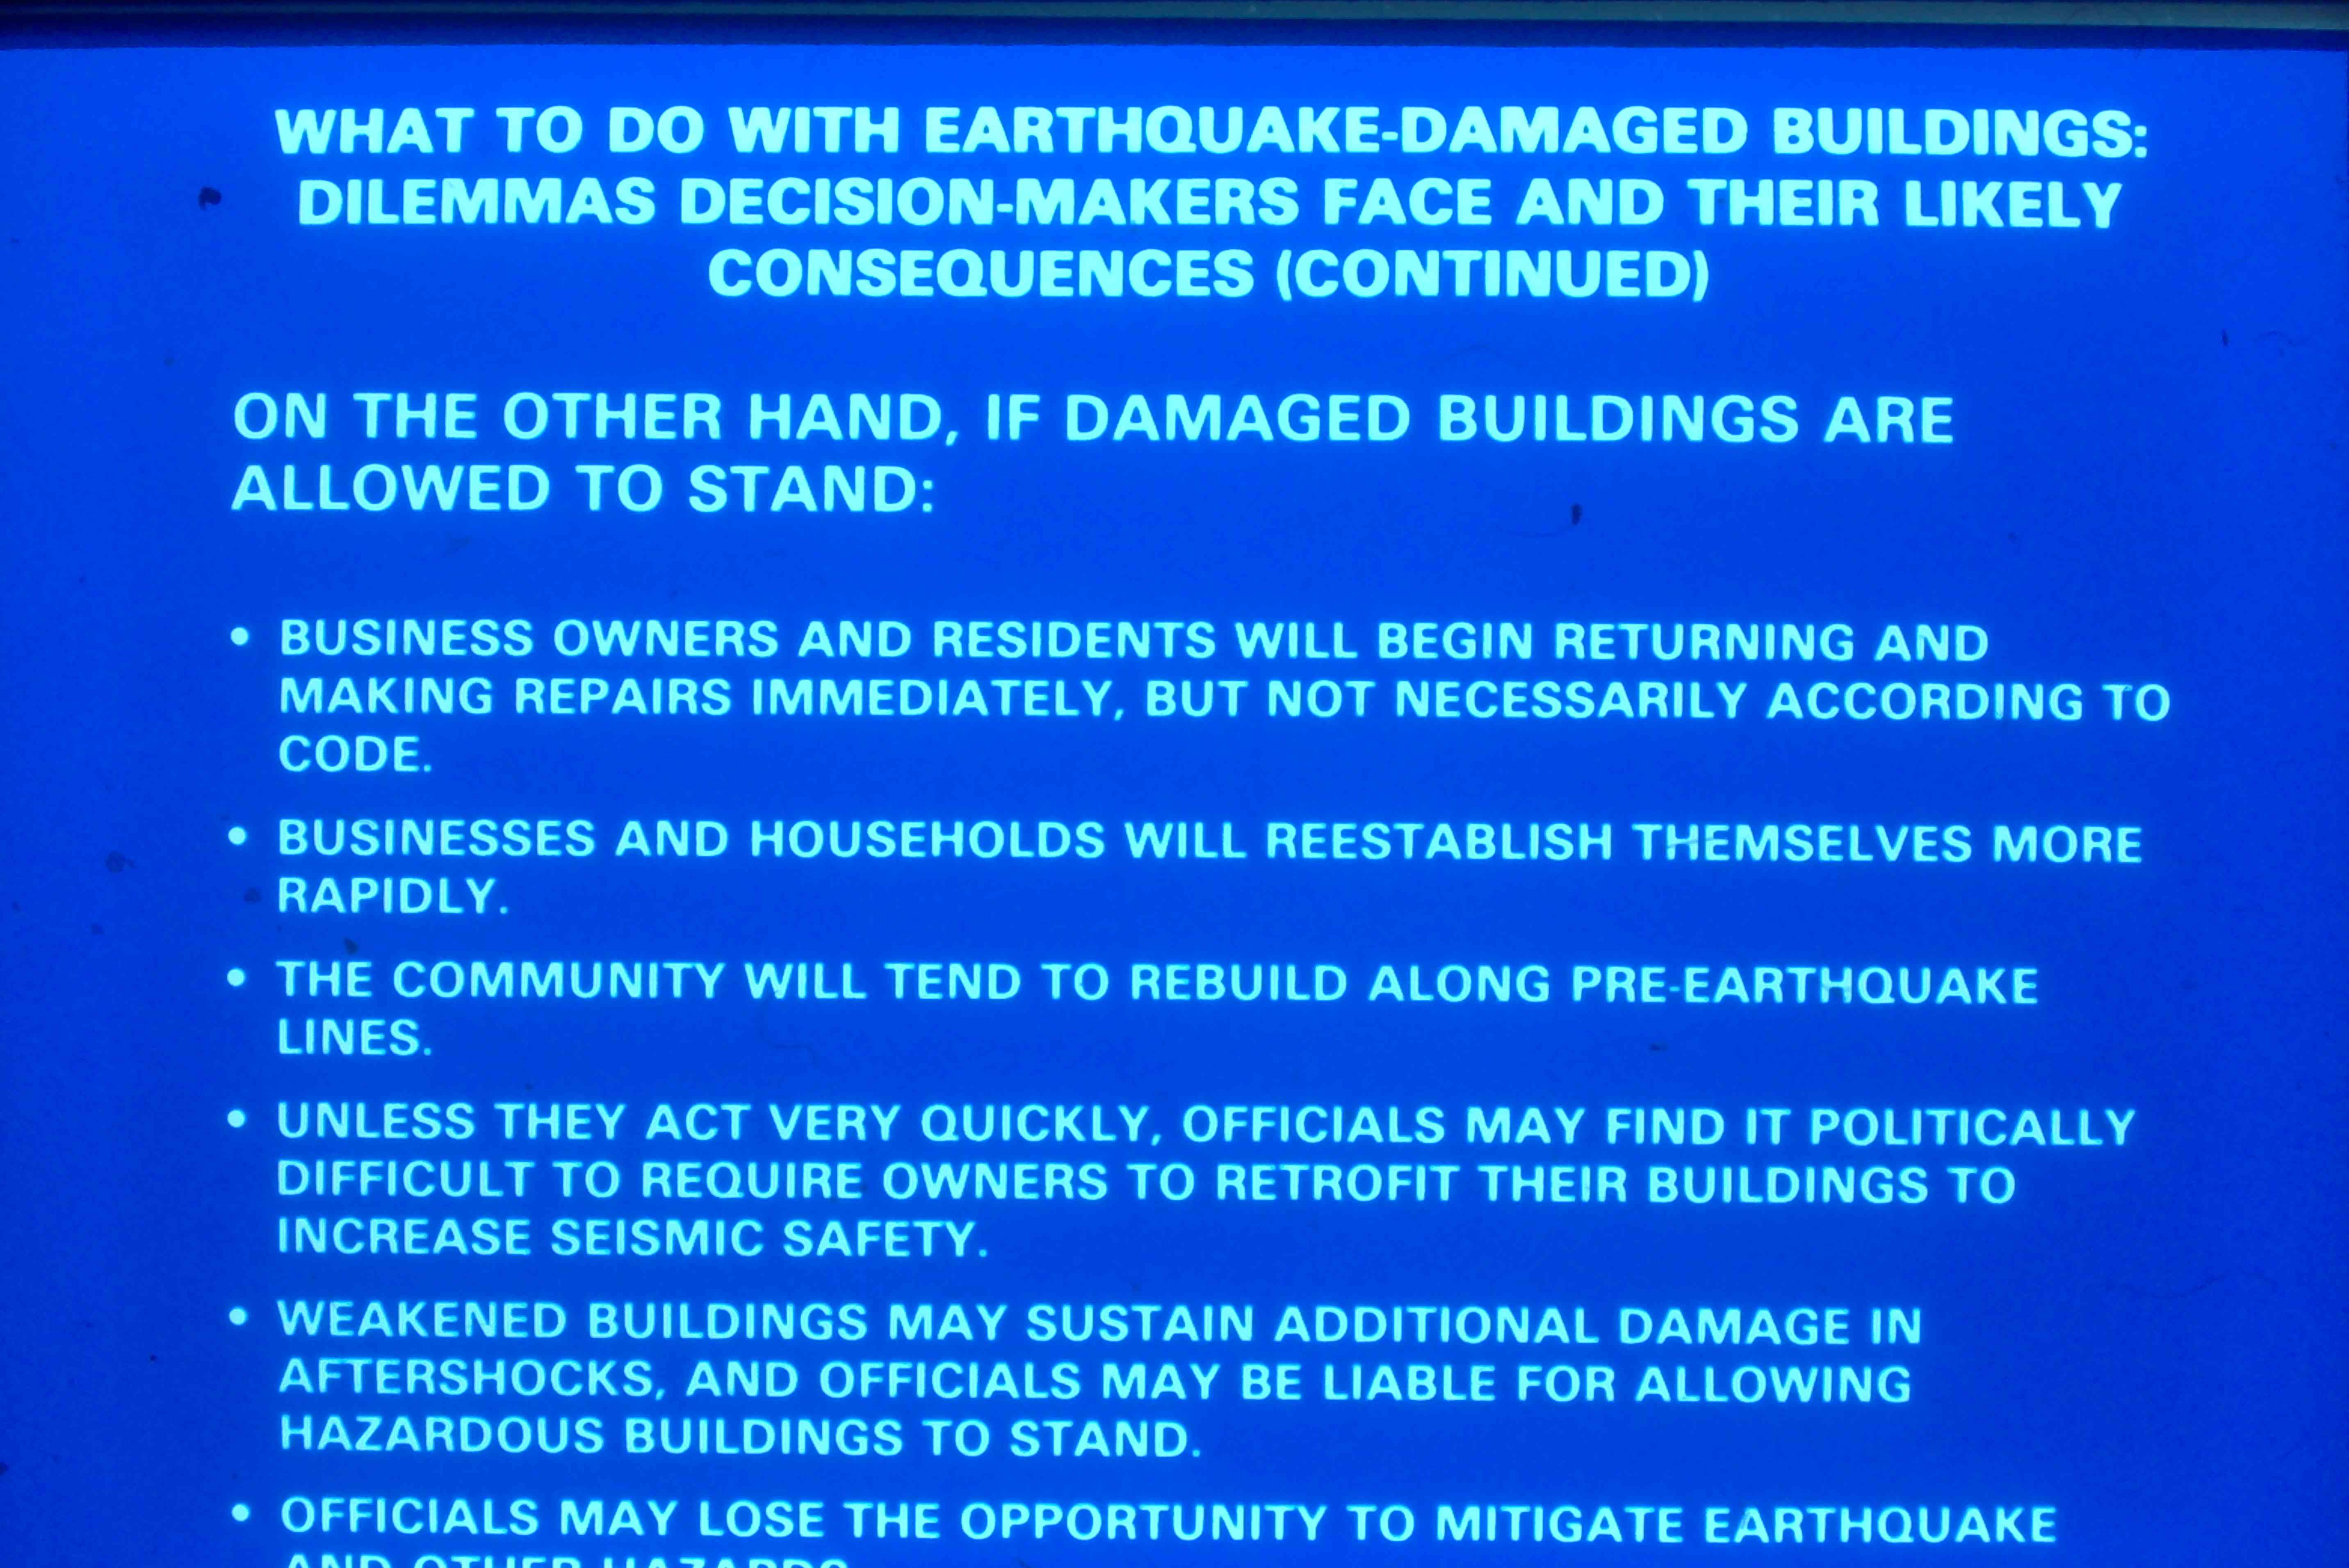 WHAT TO DO WITH EARTHQUAKE-DAMAGED BUILDINGS:
DILEMMAS DECISION-MAKERS FACE AND THEIR LIKELY
CONSEQUENCES (CONTINUED)
ON THE OTHER HAND, IF DAMAGED BUILDINGS ARE
ALLOWED TO STAND:
• BUSINESS OWNERS AND RESIDENTS WILL BEGIN RETURNING AND
MAKING REPAIRS IMMEDIATELY, BUT NOT NECESSARILY ACCORDING TO
CODE.
• BUSINESSES AND HOUSEHOLDS WILL REESTABLISH THEMSELVES MORE
RAPIDLY.
• THE COMMUNITY WILL TEND TO REBUILD ALONG PRE-EARTHQUAKE
LINES.
• UNLESS THEY ACT VERY QUICKLY, OFFICIALS MAY FIND IT POLITICALLY
DIFFICULT TO REQUIRE OWNERS TO RETROFIT THEIR BUILDINGS TO
INCREASE SEISMIC SAFETY.
• WEAKENED BUILDINGS MAY SUSTAIN ADDITIONAL DAMAGE IN
AFTERSHOCKS, AND OFFICIALS MAY BE LIABLE FOR ALLOWING
HAZARDOUS BUILDINGS TO STAND.
• OFFICIALS MAY LOSE THE OPPORTUNITY TO MITIGATE EARTHQUAKE
AND OTHER HAZARDS.